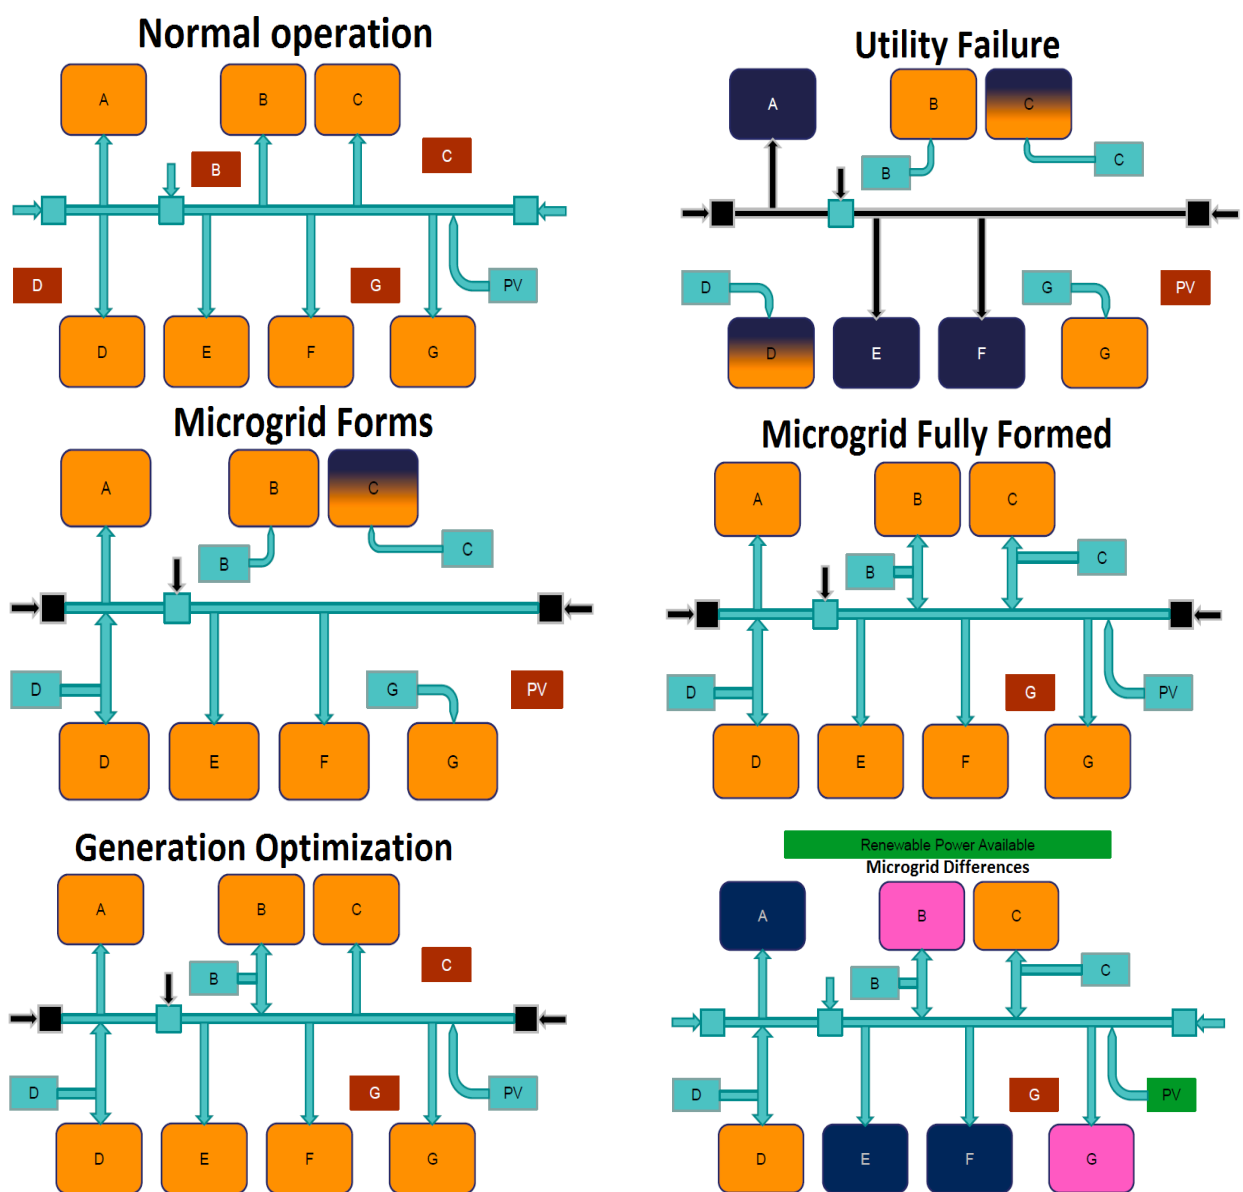 Normal operation
A
B
C
B
C
D
G
PV
D
E
F
G
Utility Failure
A
B
C
B
C
D
G
PV
D
E
F
G
Microgrid Forms
A
B
C
B
C
D
G
PV
D
E
F
G
Microgrid Fully Formed
A
B
C
B
C
D
G
PV
D
E
F
G
Generation Optimization
A
B
C
B
C
D
G
PV
D
E
F
G
Renewable Power Available
Microgrid Differences
A
B
C
B
C
D
G
PV
D
E
F
G